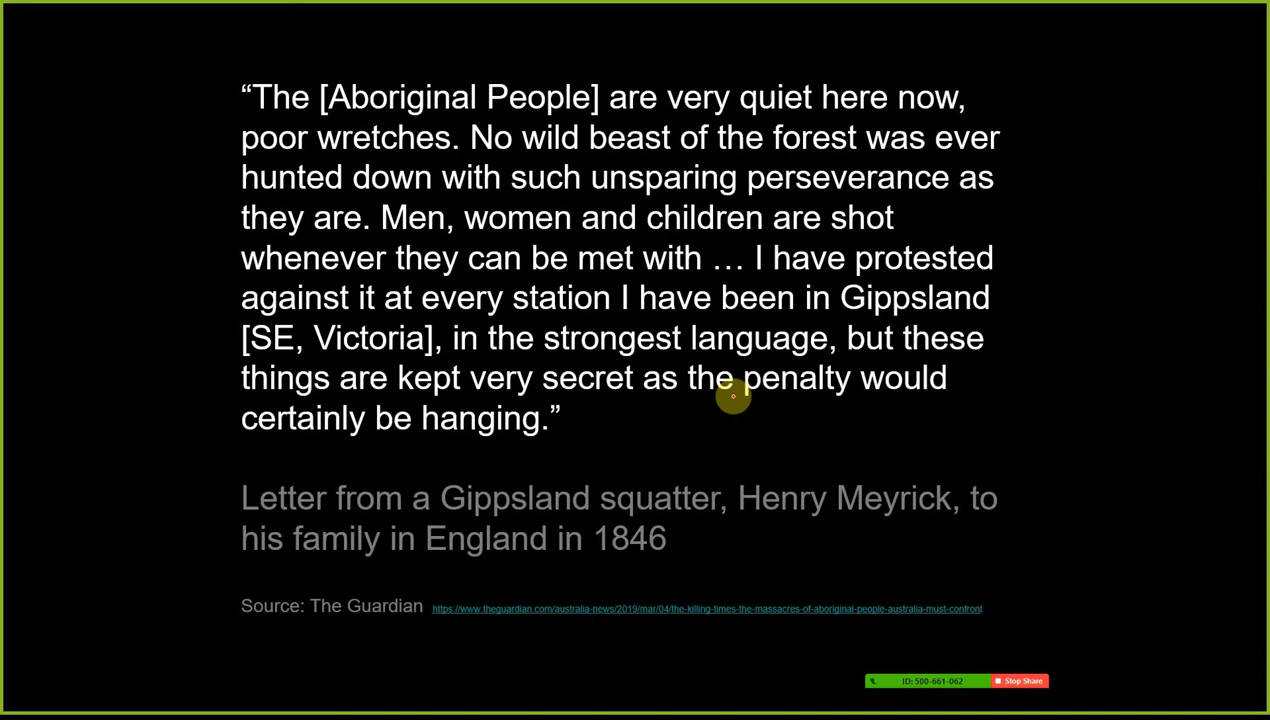 “The [Aboriginal People] are very quiet here now,
poor wretches. No wild beast of the forest was ever
hunted down with such unsparing perseverance as
they are. Men, women and children are shot
whenever they can be met with … I have protested
against it at every station I have been in Gippsland
[SE, Victoria], in the strongest language, but these
things are kept very secret as the penalty would
certainly be hanging.”
Letter from a Gippsland squatter, Henry Meyrick, to
his family in England in 1846
Source: The Guardian https://www.theguardian.com/australia-news/2019/mar/04/the-killing-times-the-massacres-of-aboriginal-people-australia-must-confront
ID: 500-661-062 Stop Share